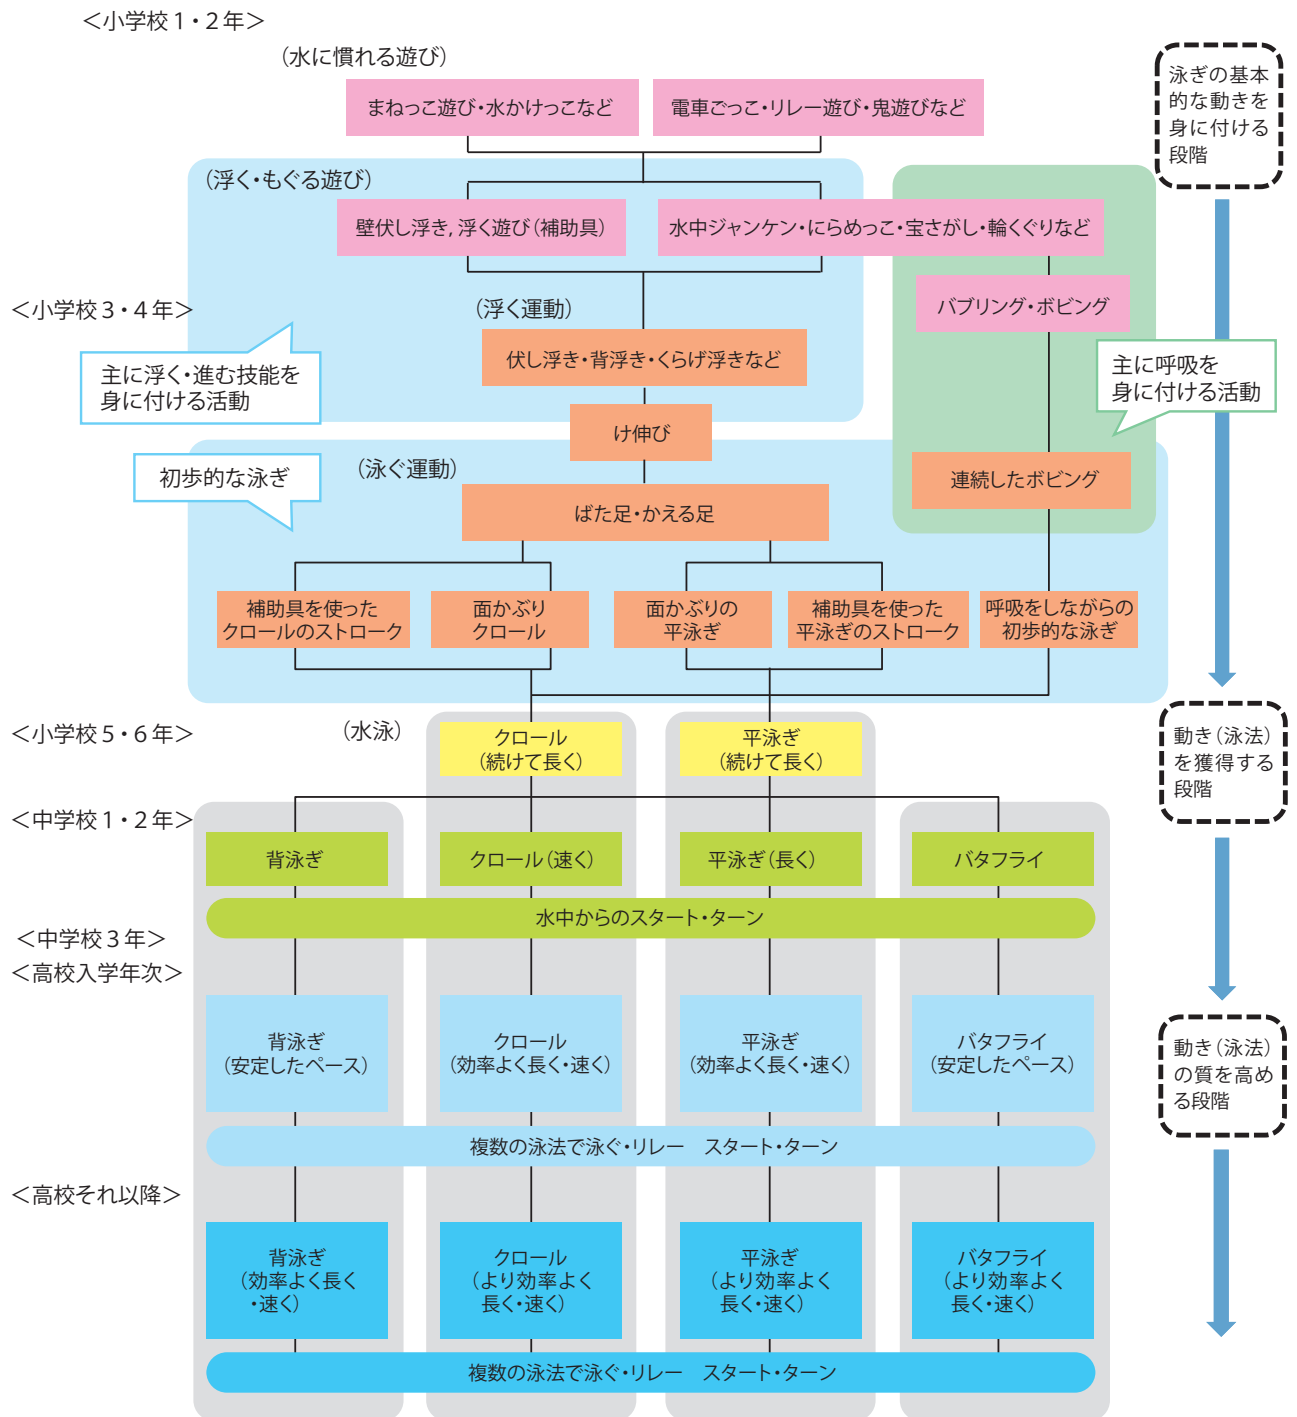 ＜小学校１・２年＞
（水に慣れる遊び）
まねっこ遊び・水かけっこなど
電車ごっこ・リレー遊び・鬼遊びなど
泳ぎの基本
的な動きを
身に付ける
段階
（浮く・もぐる遊び）
壁伏し浮き，浮く遊び（補助具）
水中ジャンケン・にらめっこ・宝さがし・輪くぐりなど
バブリング・ボビング
＜小学校３・４年＞
（浮く運動）
伏し浮き・背浮き・くらげ浮きなど
主に浮く・進む技能を
身に付ける活動
主に呼吸を
身に付ける活動
け伸び
初歩的な泳ぎ
（泳ぐ運動）
連続したボビング
ばた足・かえる足
補助具を使った
クロールのストローク
面かぶり
クロール
面かぶりの
平泳ぎ
補助具を使った
平泳ぎのストローク
呼吸をしながらの
初歩的な泳ぎ
＜小学校５・６年＞
（水泳）
クロール
（続けて長く）
平泳ぎ
（続けて長く）
動き（泳法）
を獲得する
段階
＜中学校１・２年＞
背泳ぎ
クロール（速く）
平泳ぎ（長く）
バタフライ
水中からのスタート・ターン
＜中学校３年＞
＜高校入学年次＞
背泳ぎ
（安定したペース）
クロール
（効率よく長く・速く）
平泳ぎ
（効率よく長く・速く）
バタフライ
（安定したペース）
動き（泳法）
の質を高め
る段階
複数の泳法で泳ぐ・リレー　スタート・ターン
＜高校それ以降＞
背泳ぎ
（効率よく長く
・速く）
クロール
（より効率よく
長く・速く）
平泳ぎ
（より効率よく
長く・速く）
バタフライ
（より効率よく
長く・速く）
複数の泳法で泳ぐ・リレー　スタート・ターン